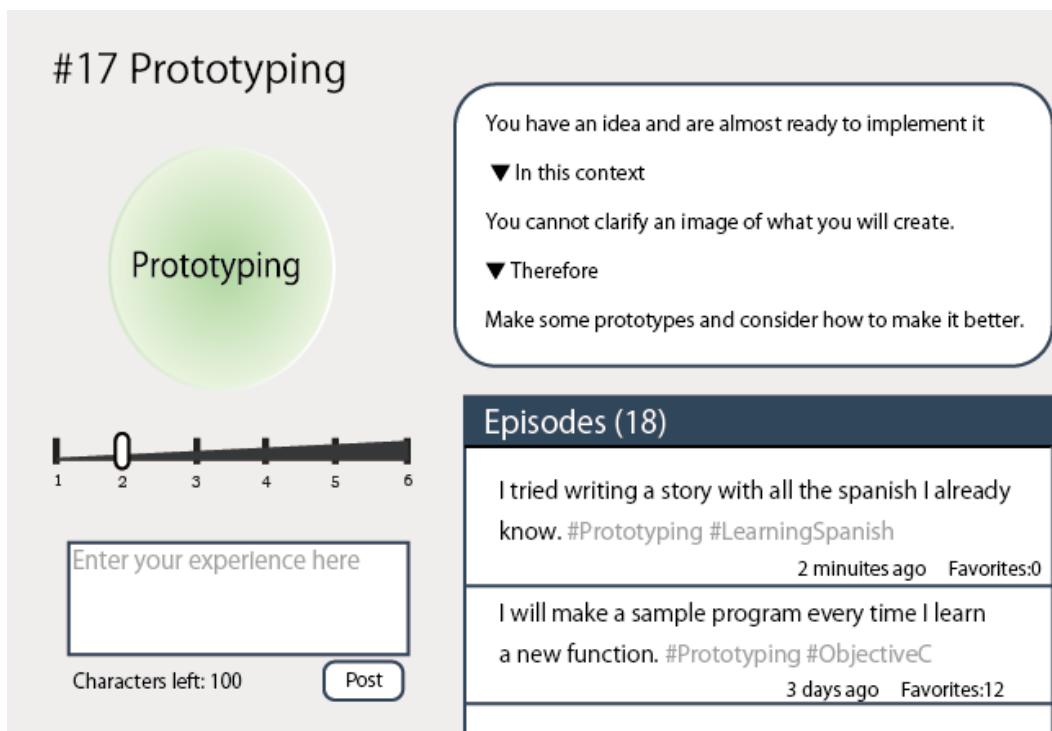 #17 Prototyping
Prototyping
1 2 3 4 5 6
Enter your experience here
Characters left: 100
Post
You have an idea and are almost ready to implement it
▼ In this context
You cannot clarify an image of what you will create.
▼ Therefore
Make some prototypes and consider how to make it better.
Episodes (18)
I tried writing a story with all the spanish I already
know. #Prototyping #LearningSpanish
2 minuites ago Favorites:0
I will make a sample program every time I learn
a new function. #Prototyping #ObjectiveC
3 days ago Favorites:12